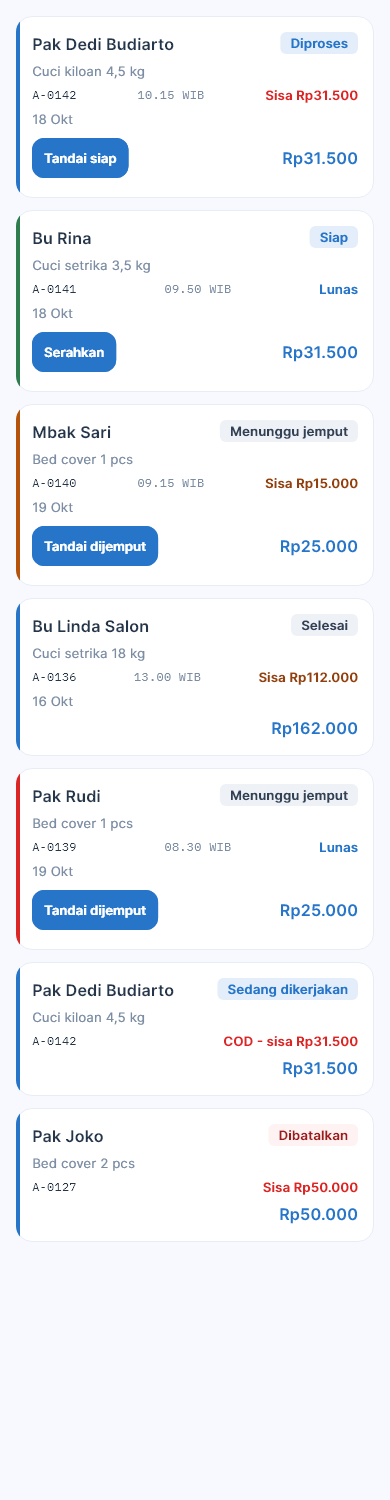 Pak Dedi Budiarto Diproses
Cuci kiloan 4,5 kg
A-0142 10.15 WIB Sisa Rp31.500
18 Okt
Tandai siap Rp31.500
Bu Rina Siap
Cuci setrika 3,5 kg
A-0141 09.50 WIB Lunas
18 Okt
Serahkan Rp31.500
Mbak Sari Menunggu jemput
Bed cover 1 pcs
A-0140 09.15 WIB Sisa Rp15.000
19 Okt
Tandai dijemput Rp25.000
Bu Linda Salon Selesai
Cuci setrika 18 kg
A-0136 13.00 WIB Sisa Rp112.000
16 Okt
Rp162.000
Pak Rudi Menunggu jemput
Bed cover 1 pcs
A-0139 08.30 WIB Lunas
19 Okt
Tandai dijemput Rp25.000
Pak Dedi Budiarto Sedang dikerjakan
Cuci kiloan 4,5 kg
A-0142 COD - sisa Rp31.500
Rp31.500
Pak Joko Dibatalkan
Bed cover 2 pcs
A-0127 Sisa Rp50.000
Rp50.000